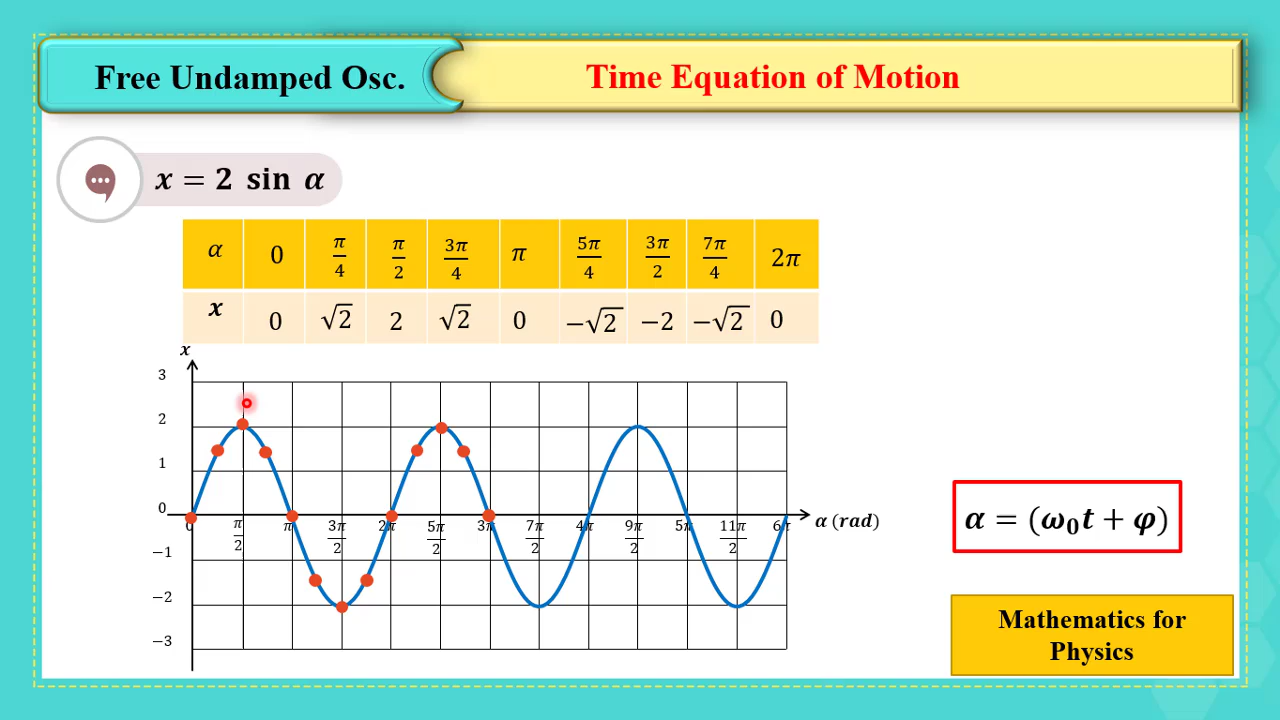 Free Undamped Osc.
Time Equation of Motion
x = 2 sin α
α 0 π/4 π/2 3π/4 π 5π/4 3π/2 7π/4 2π
x 0 √2 2 √2 0 −√2 −2 −√2 0
x
3
2
1
0
−1
−2
−3
0 π/2 π 3π/2 2π 5π/2 3π 7π/2 4π 9π/2 5π 11π/2 6π
α (rad)
α = (ω₀t + φ)
Mathematics for
Physics